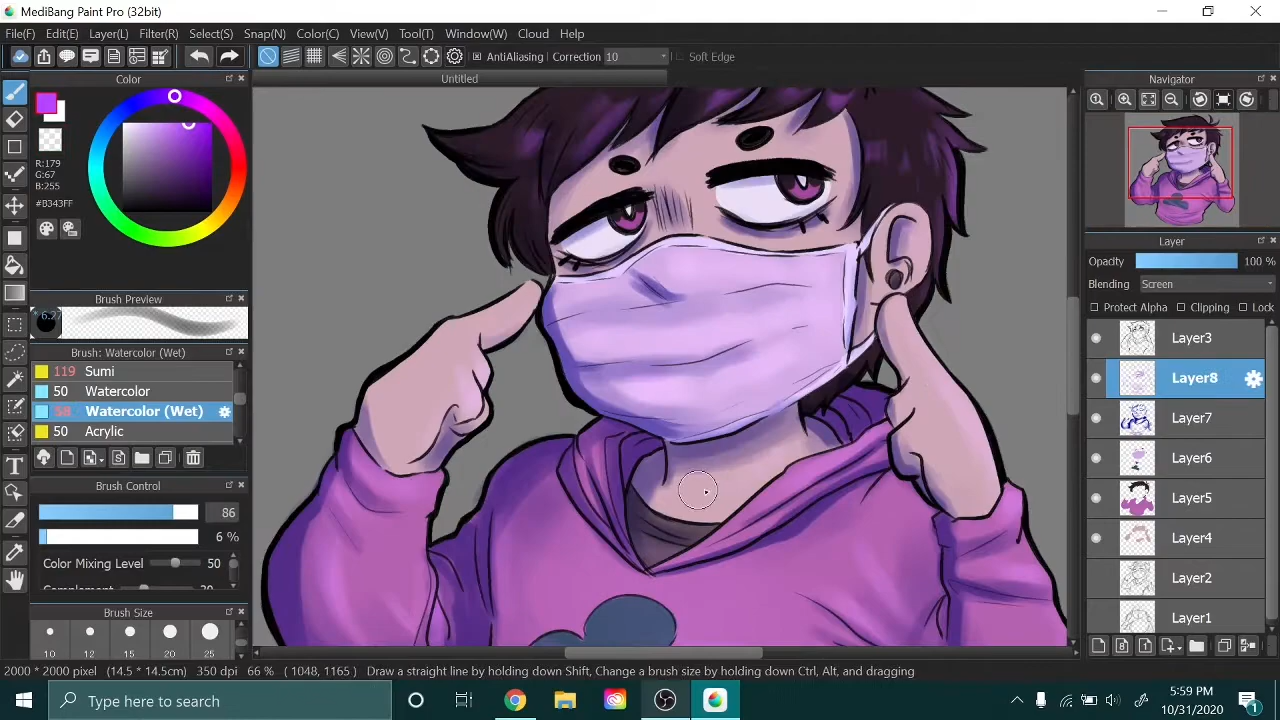 MediBang Paint Pro (32bit)
File(F) Edit(E) Layer(L) Filter(R) Select(S) Snap(N) Color(C) View(V) Tool(T) Window(W) Cloud Help
AntiAliasing Correction 10 Soft Edge
Color
Untitled
Navigator
R:179
G:67
B:255
#B343FF
Brush Preview
* 6.27
Brush: Watercolor (Wet)
119 Sumi
50 Watercolor
58 Watercolor (Wet)
50 Acrylic
Brush Control
86
6 %
Color Mixing Level 50
Brush Size
10 12 15 20 25
Layer
Opacity 100 %
Blending Screen
Protect Alpha Clipping Lock
Layer3
Layer8
Layer7
Layer6
Layer5
Layer4
Layer2
Layer1
2000 * 2000 pixel (14.5 * 14.5cm) 350 dpi 66 % ( 1048, 1165 ) Draw a straight line by holding down Shift, Change a brush size by holding down Ctrl, Alt, and dragging
Type here to search
5:59 PM
10/31/2020
1